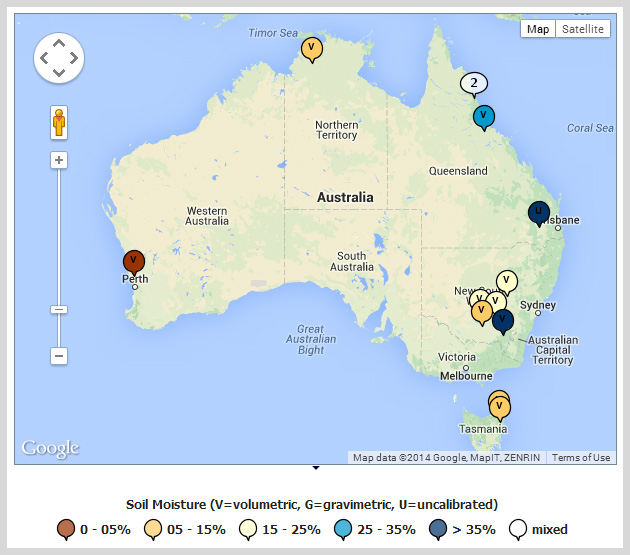 Timor Sea
Map Satellite
V
2
V
Coral Sea
Northern
Territory
Queensland
Australia
Western
Australia
U
isbane
South
Australia
V
Perth
V
New Sou
V
V
V
V
Sydney
Great
Australian
Bight
Australian
Capital
Territory
Victoria
Melbourne
V
Tasmania
Google
Map data ©2014 Google, MapIT, ZENRIN Terms of Use
Soil Moisture (V=volumetric, G=gravimetric, U=uncalibrated)
0 - 05% 05 - 15% 15 - 25% 25 - 35% > 35% mixed